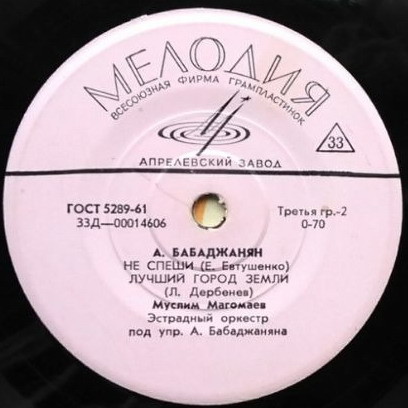 МЕЛОДИЯ
ВСЕСОЮЗНАЯ ФИРМА ГРАМПЛАСТИНОК
33
АПРЕЛЕВСКИЙ ЗАВОД
ГОСТ 5289-61
33Д—00014606
Третья гр.-2
0-70
А. БАБАДЖАНЯН
НЕ СПЕШИ (Е. Евтушенко)
ЛУЧШИЙ ГОРОД ЗЕМЛИ
(Л. Дербенев)
Муслим Магомаев
Эстрадный оркестр
под упр. А. Бабаджаняна